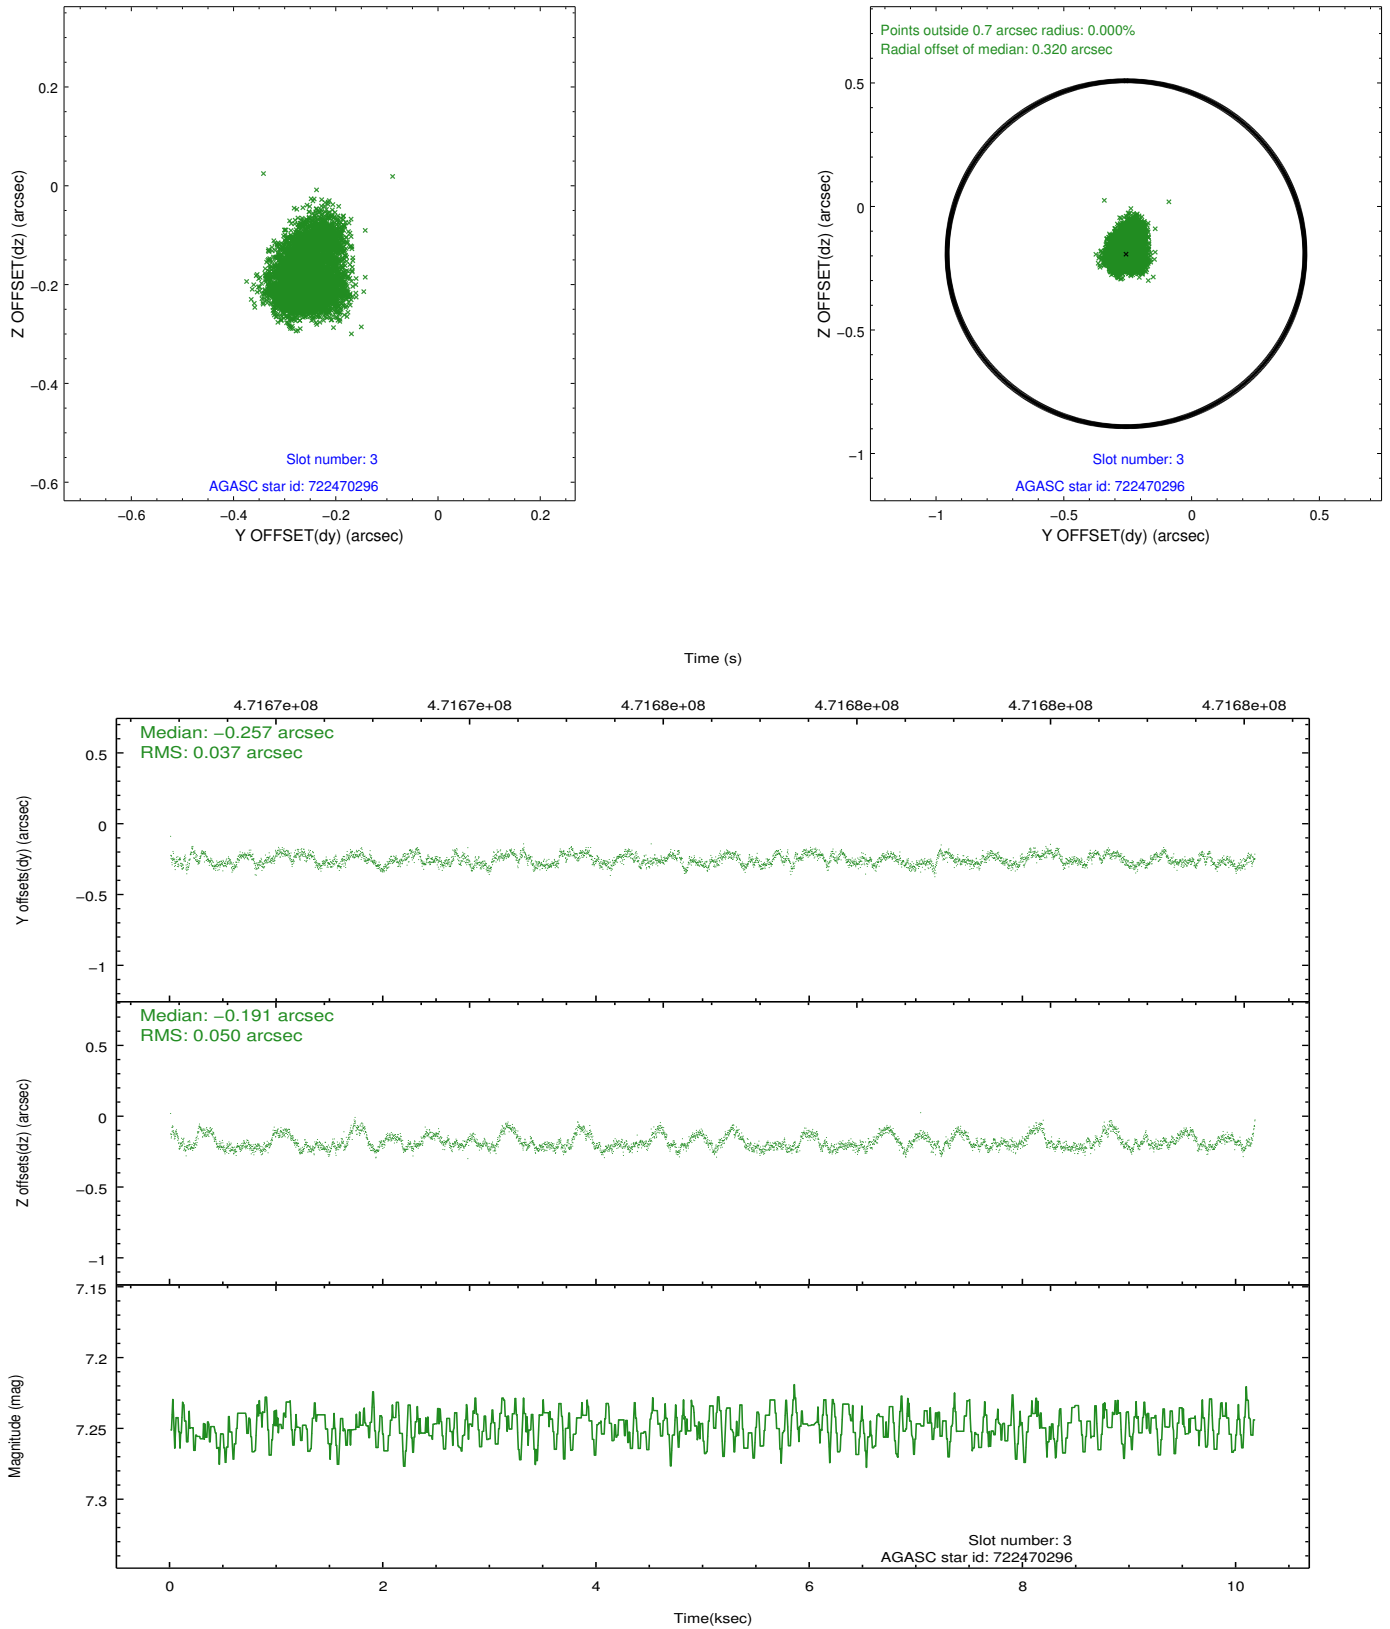 0.2
0
−0.2
−0.4
−0.6
Z OFFSET(dz) (arcsec)
Slot number: 3
AGASC star id: 722470296
−0.6 −0.4 −0.2 0 0.2
Y OFFSET(dy) (arcsec)
Points outside 0.7 arcsec radius: 0.000%
Radial offset of median: 0.320 arcsec
0.5
0
−0.5
−1
Z OFFSET(dz) (arcsec)
Slot number: 3
AGASC star id: 722470296
−1 −0.5 0 0.5
Y OFFSET(dy) (arcsec)
Time (s)
4.7167e+08 4.7167e+08 4.7168e+08 4.7168e+08 4.7168e+08 4.7168e+08
Median: −0.257 arcsec
RMS: 0.037 arcsec
0.5
0
−0.5
−1
Y offsets(dy) (arcsec)
Median: −0.191 arcsec
RMS: 0.050 arcsec
0.5
0
−0.5
−1
Z offsets(dz) (arcsec)
7.15
7.2
7.25
7.3
Magnitude (mag)
Slot number: 3
AGASC star id: 722470296
0 2 4 6 8 10
Time(ksec)